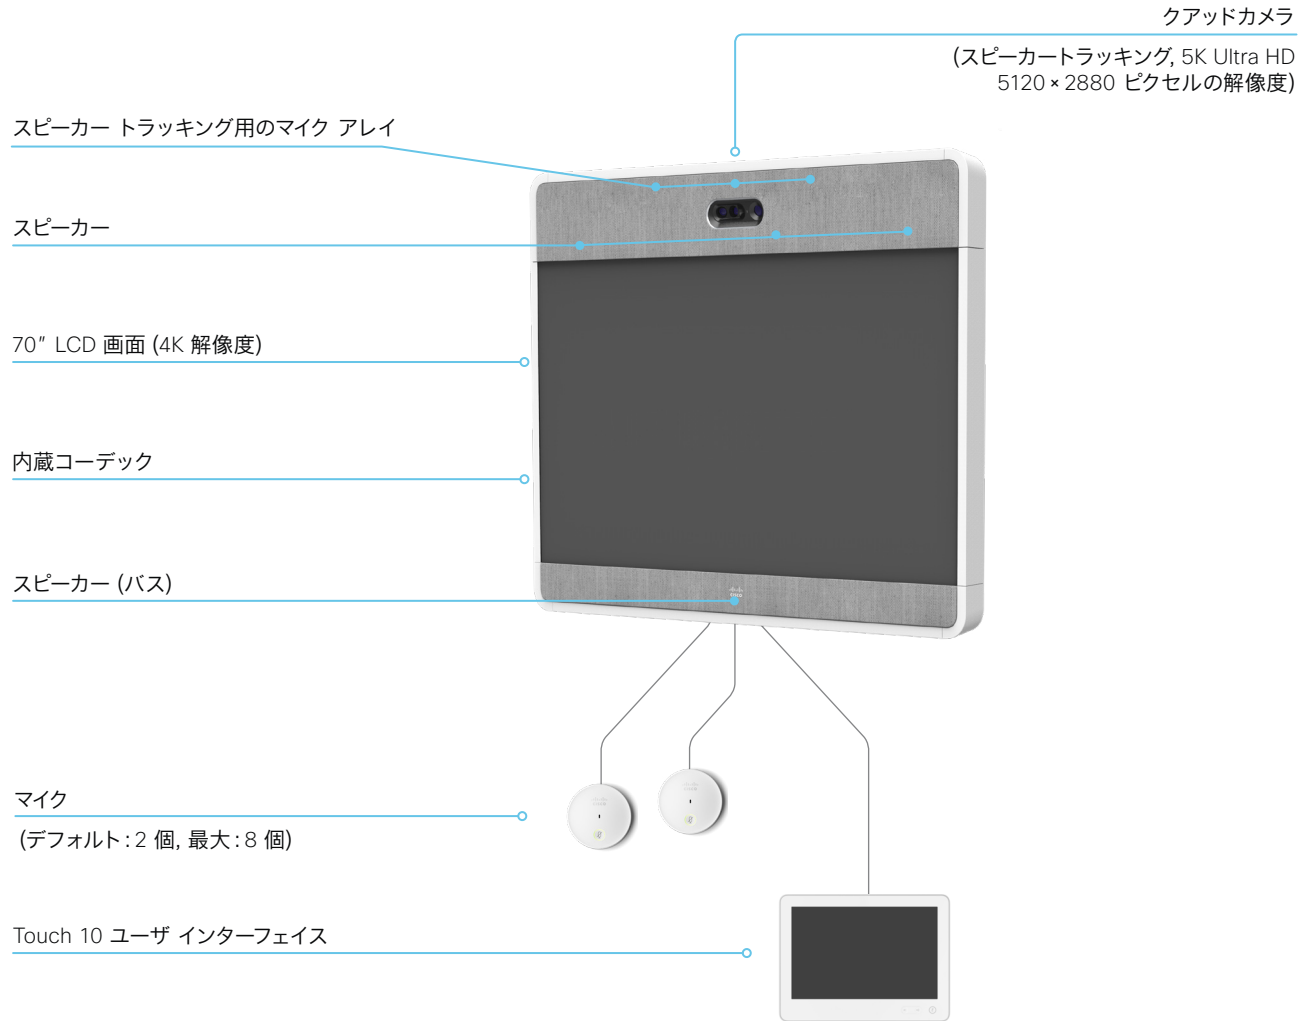 クアッドカメラ
(スピーカートラッキング, 5K Ultra HD
5120 × 2880 ピクセルの解像度)
スピーカー トラッキング用のマイク アレイ
スピーカー
70" LCD 画面 (4K 解像度)
内蔵コーデック
スピーカー (バス)
cisco
マイク
(デフォルト : 2 個, 最大 : 8 個)
Touch 10 ユーザ インターフェイス